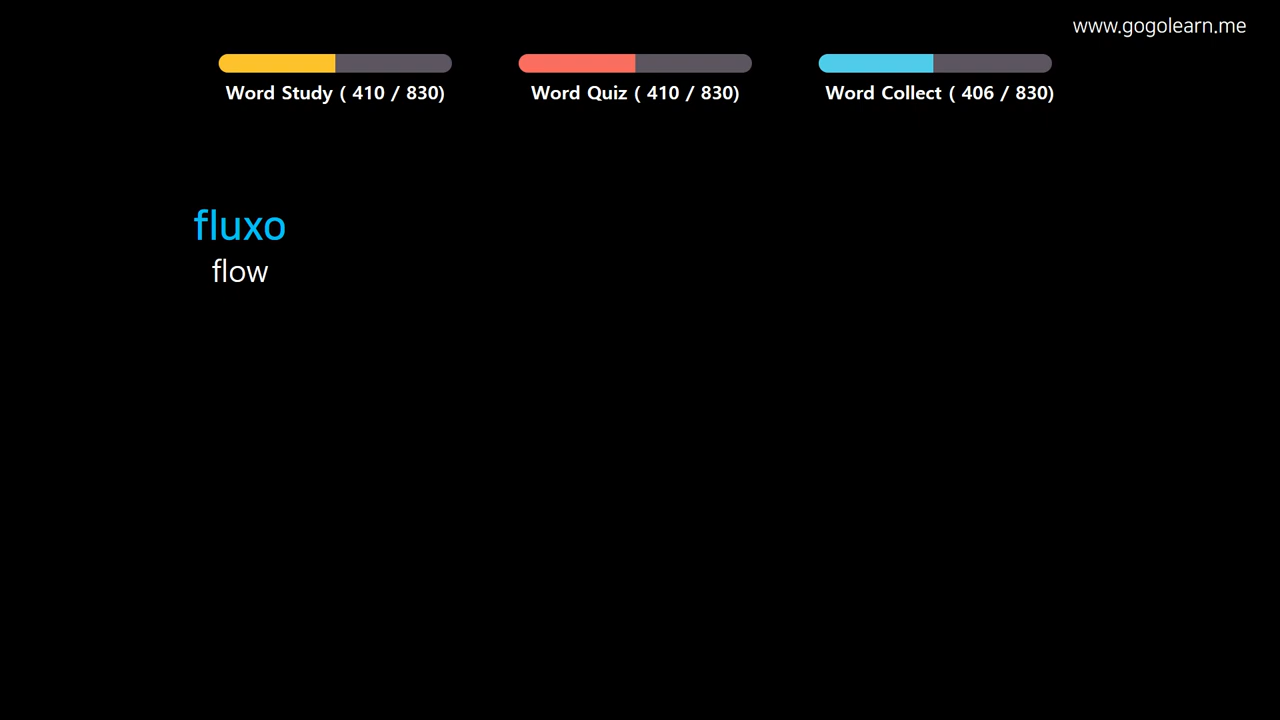 www.gogolearn.me
Word Study ( 410 / 830)
Word Quiz ( 410 / 830)
Word Collect ( 406 / 830)
fluxo
flow